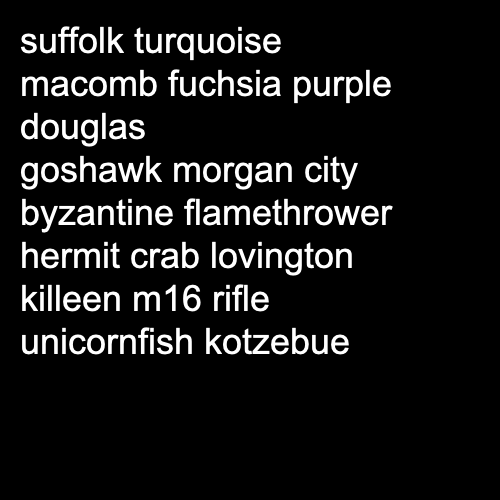 suffolk turquoise
macomb fuchsia purple
douglas
goshawk morgan city
byzantine flamethrower
hermit crab lovington
killeen m16 rifle
unicornfish kotzebue